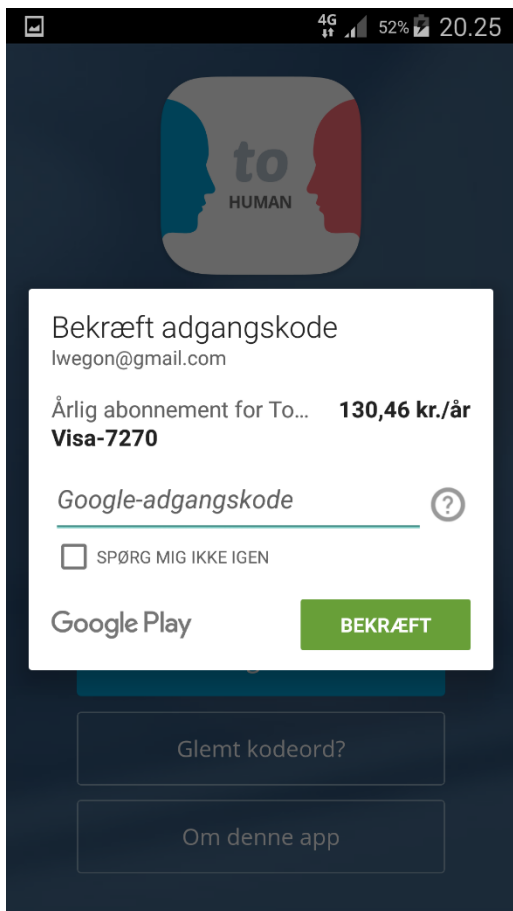 4G 52% 20.25
to
HUMAN
Bekræft adgangskode
lwegon@gmail.com
Årlig abonnement for To... 130,46 kr./år
Visa-7270
Google-adgangskode ?
SPØRG MIG IKKE IGEN
Google Play BEKRÆFT
Glemt kodeord?
Om denne app